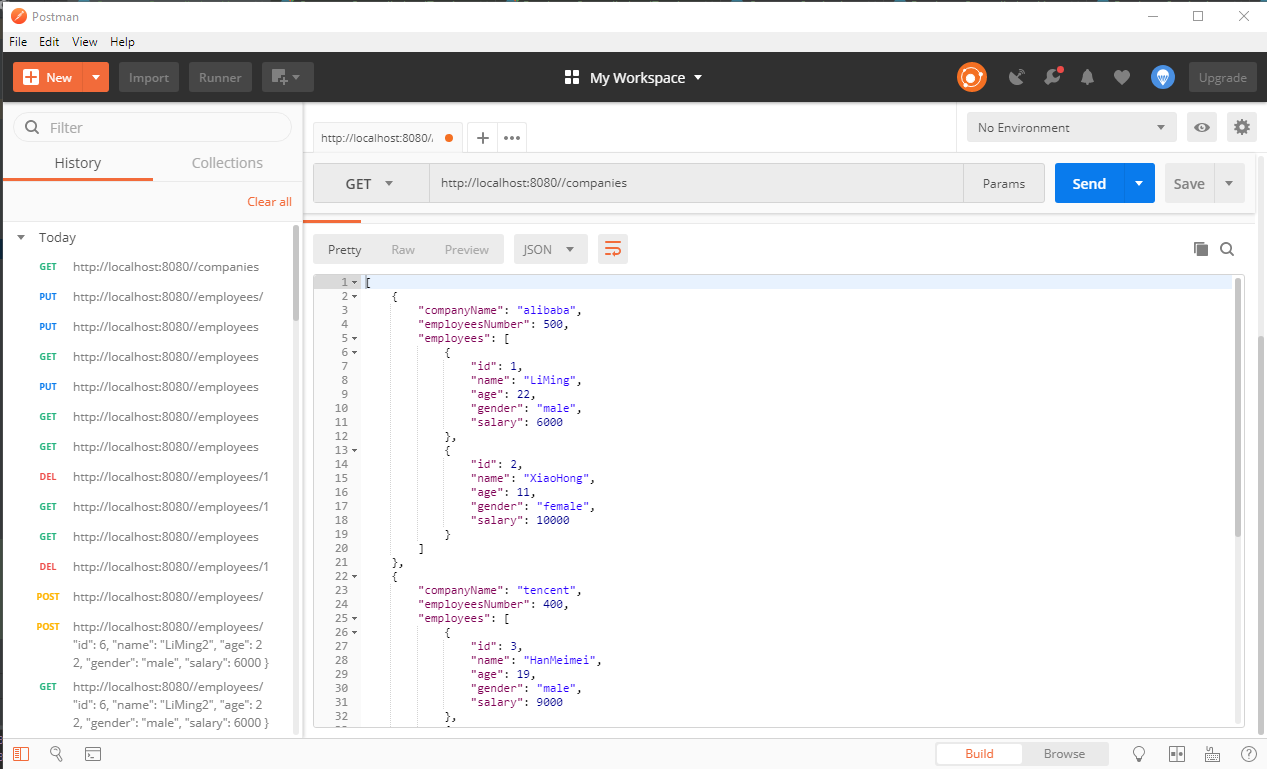 Postman
File Edit View Help
New Import Runner My Workspace Upgrade
Filter
History Collections
Clear all
Today
GET http://localhost:8080//companies
PUT http://localhost:8080//employees/
PUT http://localhost:8080//employees
GET http://localhost:8080//employees
PUT http://localhost:8080//employees
GET http://localhost:8080//employees
GET http://localhost:8080//employees
DEL http://localhost:8080//employees/1
GET http://localhost:8080//employees/1
GET http://localhost:8080//employees
DEL http://localhost:8080//employees/1
POST http://localhost:8080//employees/
POST http://localhost:8080//employees/
"id": 6, "name": "LiMing2", "age": 2
2, "gender": "male", "salary": 6000 }
GET http://localhost:8080//employees/
"id": 6, "name": "LiMing2", "age": 2
2, "gender": "male", "salary": 6000 }
http://localhost:8080/
No Environment
GET http://localhost:8080//companies Params Send Save
Pretty Raw Preview JSON
1 [
2 {
3 "companyName": "alibaba",
4 "employeesNumber": 500,
5 "employees": [
6 {
7 "id": 1,
8 "name": "LiMing",
9 "age": 22,
10 "gender": "male",
11 "salary": 6000
12 },
13 {
14 "id": 2,
15 "name": "XiaoHong",
16 "age": 11,
17 "gender": "female",
18 "salary": 10000
19 }
20 ]
21 },
22 {
23 "companyName": "tencent",
24 "employeesNumber": 400,
25 "employees": [
26 {
27 "id": 3,
28 "name": "HanMeimei",
29 "age": 19,
30 "gender": "male",
31 "salary": 9000
32 },
Build Browse